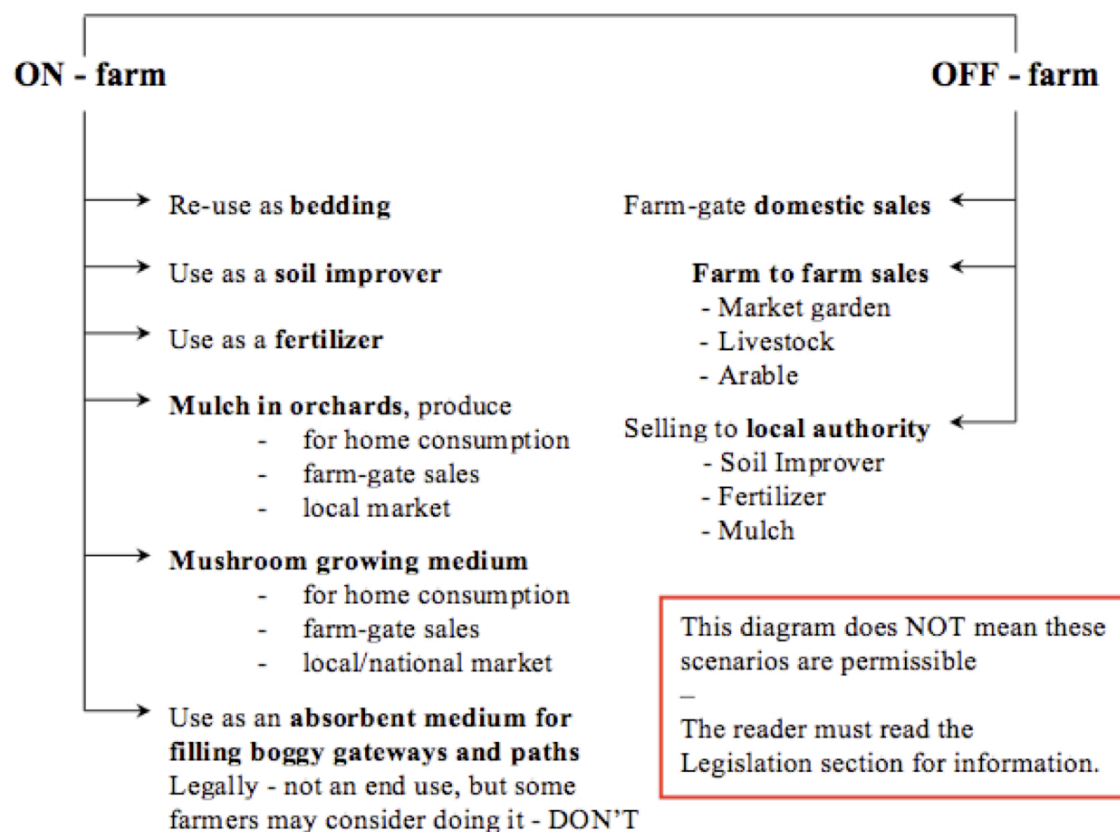 ON - farm
Re-use as bedding
Use as a soil improver
Use as a fertilizer
Mulch in orchards, produce
- for home consumption
- farm-gate sales
- local market
Mushroom growing medium
- for home consumption
- farm-gate sales
- local/national market
Use as an absorbent medium for
filling boggy gateways and paths
Legally - not an end use, but some
farmers may consider doing it - DON'T
OFF - farm
Farm-gate domestic sales
Farm to farm sales
- Market garden
- Livestock
- Arable
Selling to local authority
- Soil Improver
- Fertilizer
- Mulch
This diagram does NOT mean these
scenarios are permissible
–
The reader must read the
Legislation section for information.